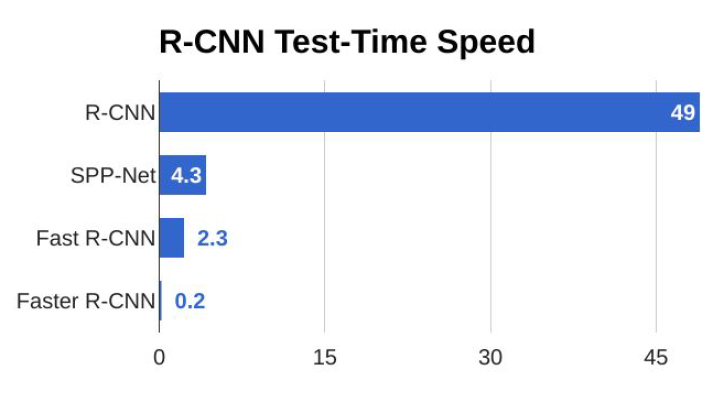 R-CNN Test-Time Speed
R-CNN 49
SPP-Net 4.3
Fast R-CNN 2.3
Faster R-CNN 0.2
0 15 30 45